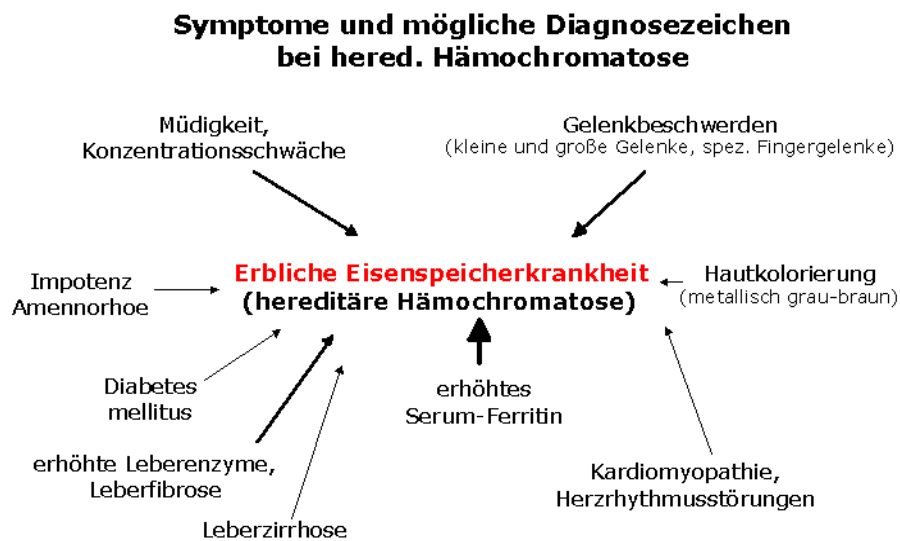 Symptome und mögliche Diagnosezeichen
bei hered. Hämochromatose
Müdigkeit,
Konzentrationsschwäche
Gelenkbeschwerden
(kleine und große Gelenke, spez. Fingergelenke)
Impotenz
Amennorhoe
Erbliche Eisenspeicherkrankheit
(hereditäre Hämochromatose)
Hautkolorierung
(metallisch grau-braun)
Diabetes
mellitus
erhöhtes
Serum-Ferritin
erhöhte Leberenzyme,
Leberfibrose
Leberzirrhose
Kardiomyopathie,
Herzrhythmusstörungen